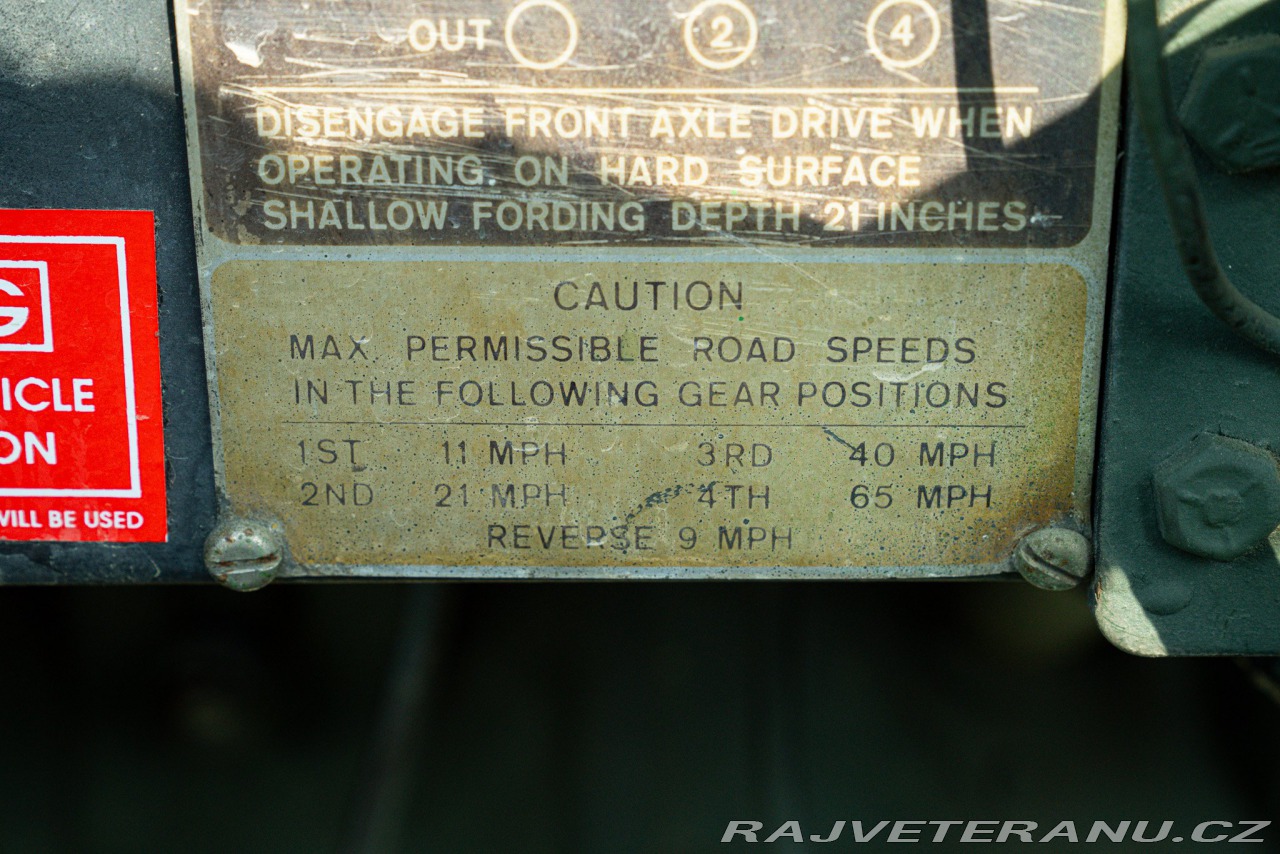 OUT 2 4
DISENGAGE FRONT AXLE DRIVE WHEN
OPERATING ON HARD SURFACE
SHALLOW FORDING DEPTH 21 INCHES
CAUTION
MAX PERMISSIBLE ROAD SPEEDS
IN THE FOLLOWING GEAR POSITIONS
1ST 11 MPH 3RD 40 MPH
2ND 21 MPH 4TH 65 MPH
REVERSE 9 MPH
G
ICLE
ON
WILL BE USED
RAJVETERANU.CZ